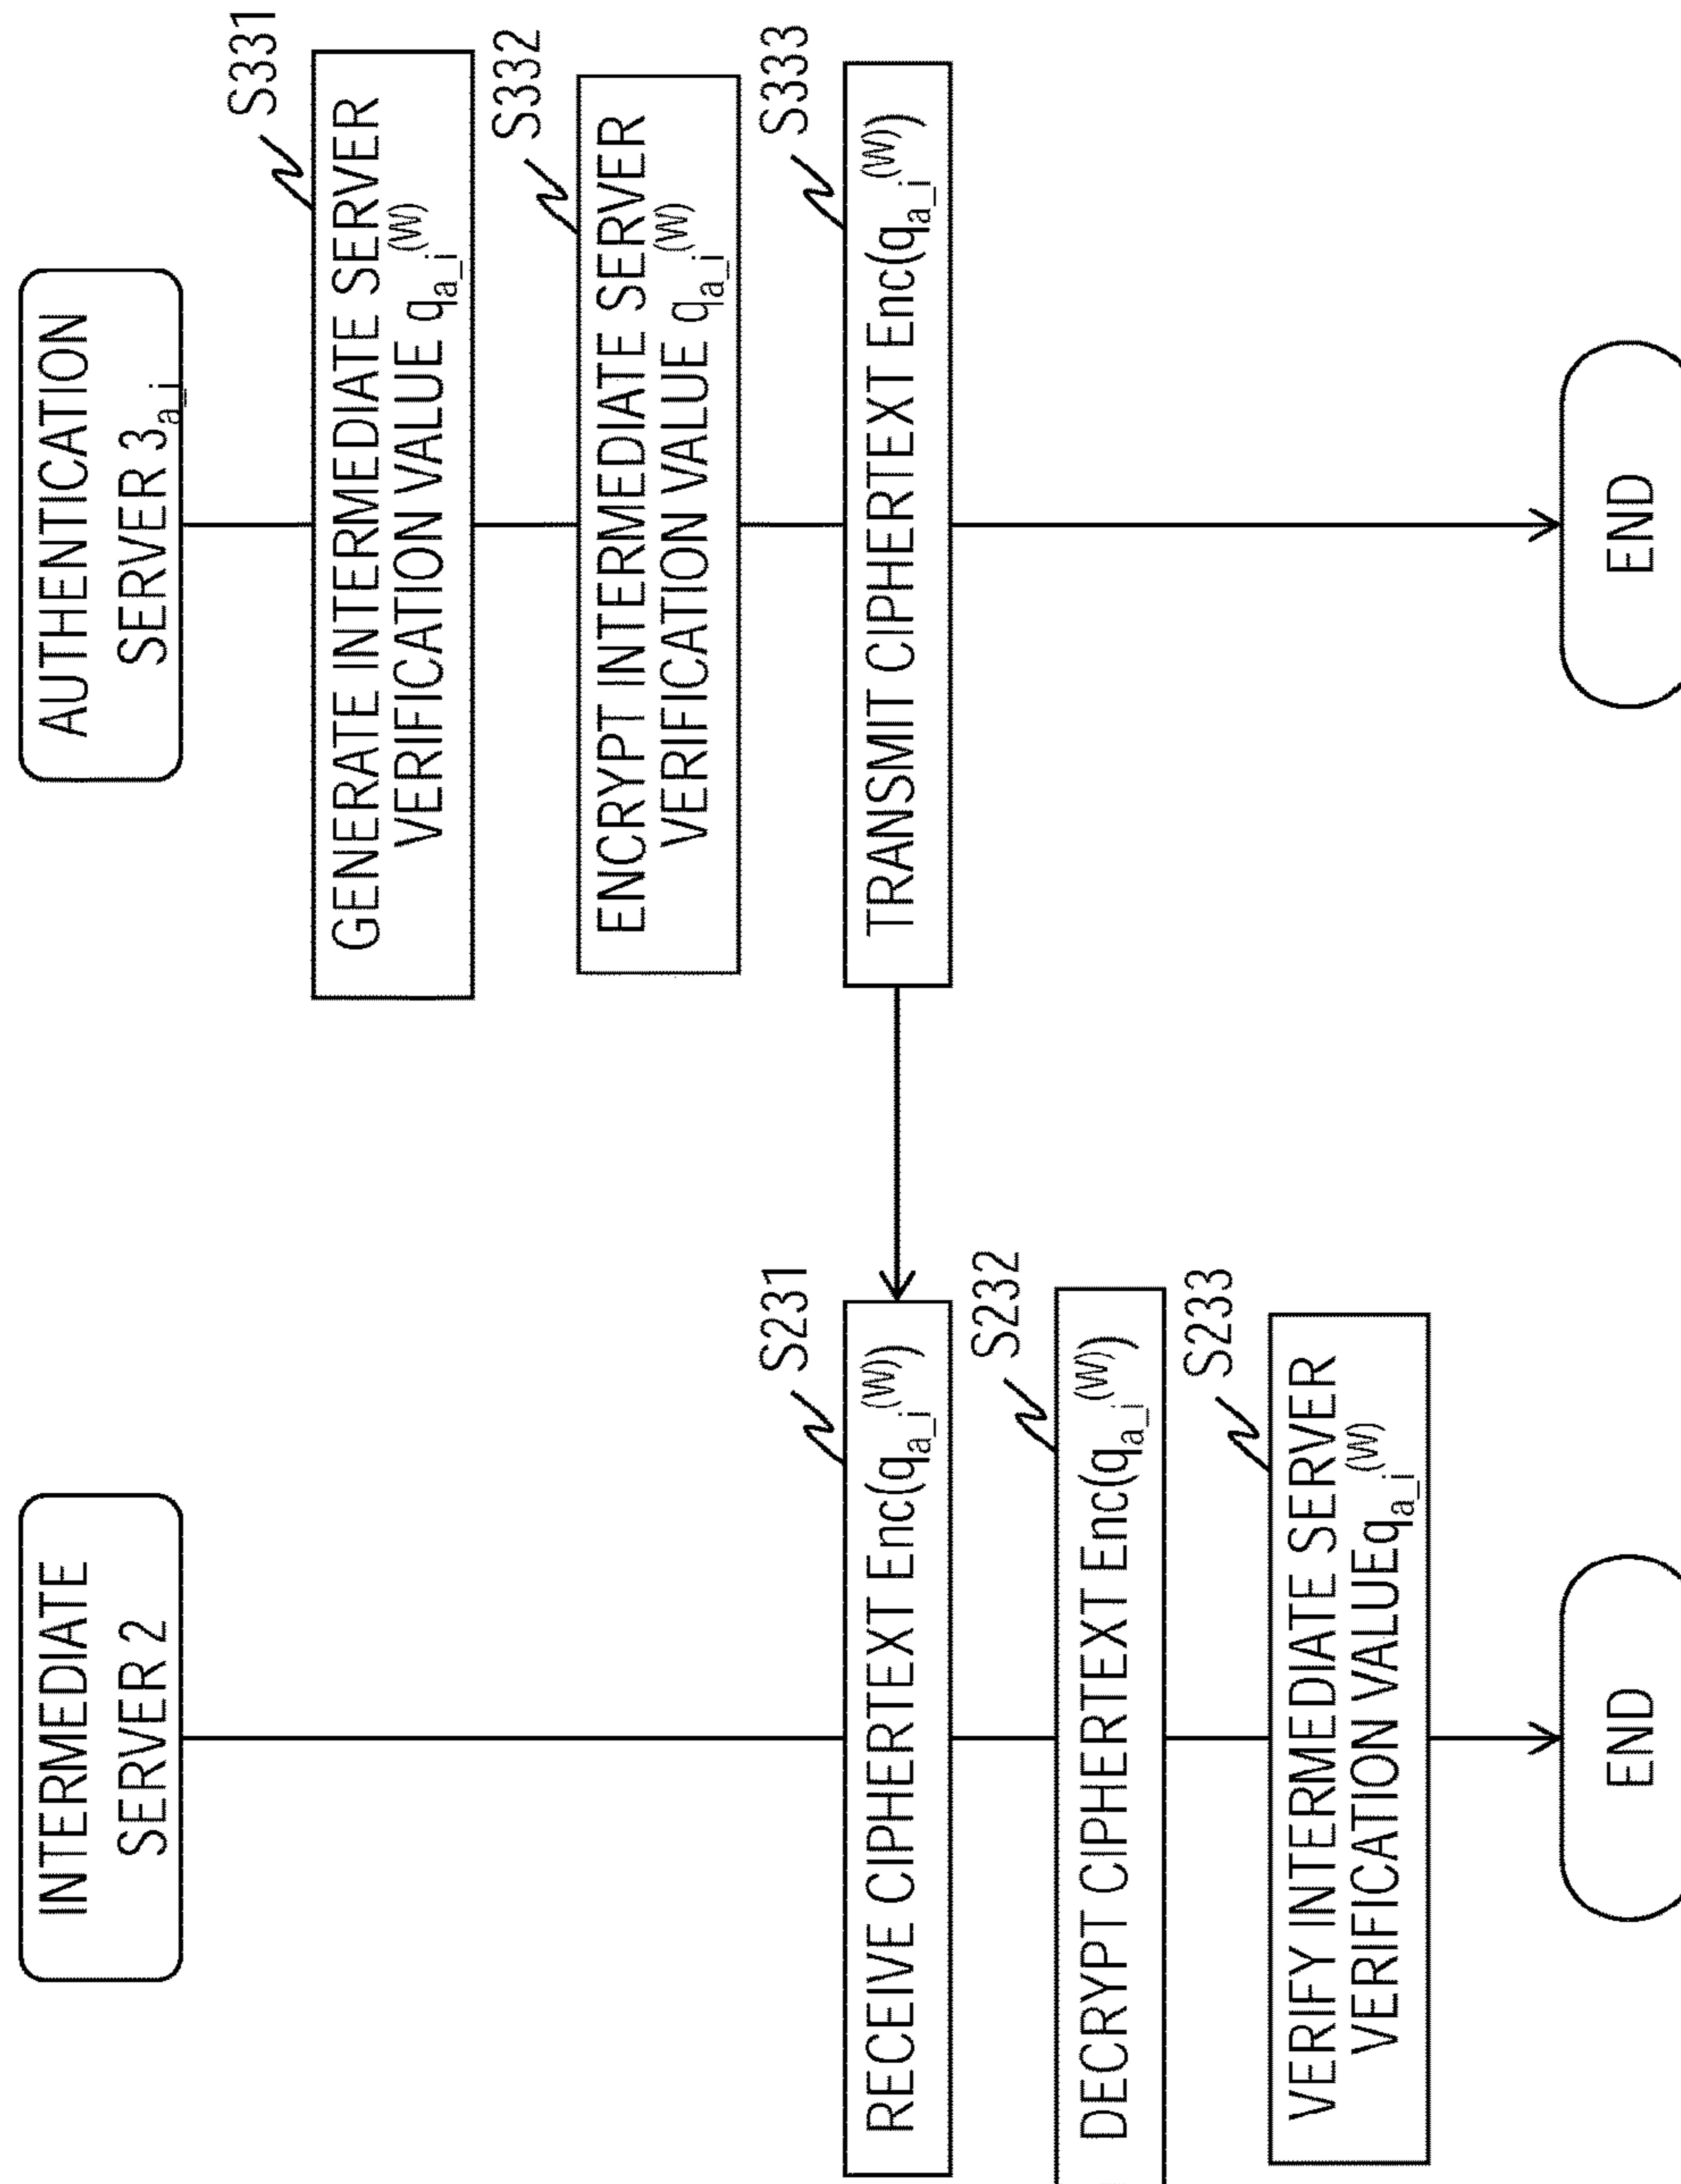 INTERMEDIATE
SERVER 2
AUTHENTICATION
SERVER 3a_i
S331
GENERATE INTERMEDIATE SERVER
VERIFICATION VALUE qa_i(W)
S332
ENCRYPT INTERMEDIATE SERVER
VERIFICATION VALUE qa_i(W)
S231
RECEIVE CIPHERTEXT Enc(qa_i(W))
S333
TRANSMIT CIPHERTEXT Enc(qa_i(W))
S232
DECRYPT CIPHERTEXT Enc(qa_i(W))
S233
VERIFY INTERMEDIATE SERVER
VERIFICATION VALUEqa_i(W)
END
END